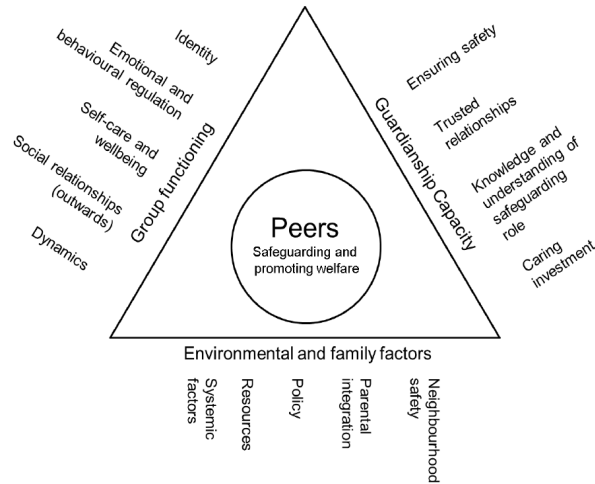 Identity
Emotional and
behavioural regulation
Self-care and
wellbeing
Social relationships
(outwards)
Dynamics
Group functioning
Ensuring safety
Trusted
relationships
Knowledge and
understanding of
safeguarding
role
Caring
investment
Guardianship Capacity
Peers
Safeguarding and
promoting welfare
Environmental and family factors
Systemic
factors
Resources
Policy
Parental
integration
Neighbourhood
safety